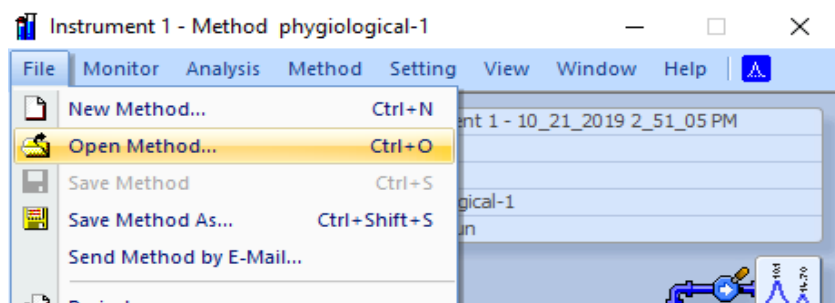 Instrument 1 - Method phygiological-1
File Monitor Analysis Method Setting View Window Help
New Method... Ctrl+N
ent 1 - 10_21_2019 2_51_05 PM
Open Method... Ctrl+O
Save Method Ctrl+S
gical-1
Save Method As... Ctrl+Shift+S
un
Send Method by E-Mail...